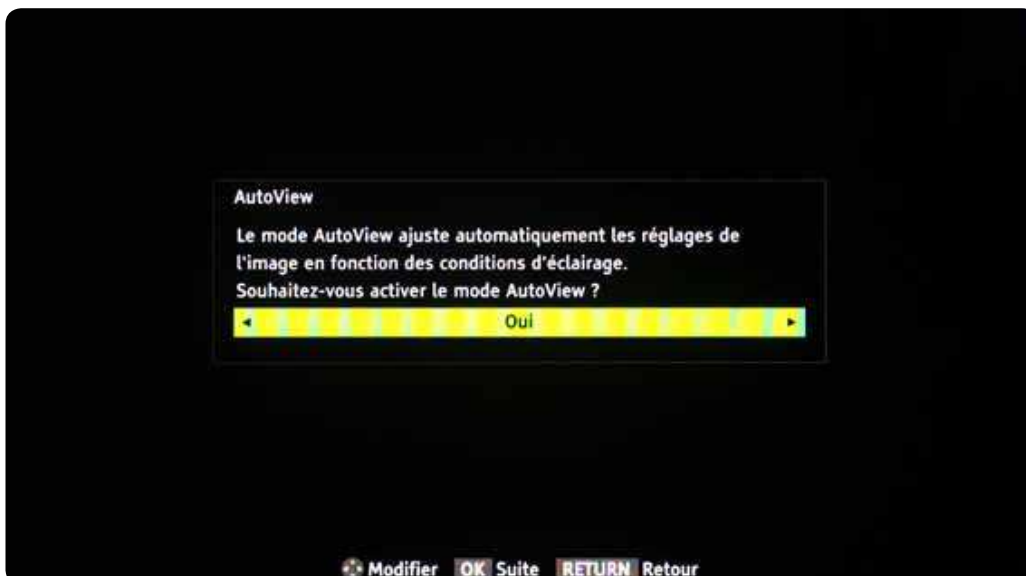 AutoView
Le mode AutoView ajuste automatiquement les réglages de
l'image en fonction des conditions d'éclairage.
Souhaitez-vous activer le mode AutoView ?
Oui
Modifier OK Suite RETURN Retour